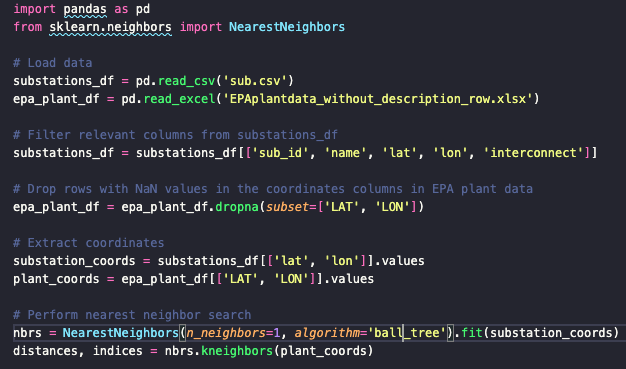 import pandas as pd
from sklearn.neighbors import NearestNeighbors
# Load data
substations_df = pd.read_csv('sub.csv')
epa_plant_df = pd.read_excel('EPAplantdata_without_description_row.xlsx')
# Filter relevant columns from substations_df
substations_df = substations_df[['sub_id', 'name', 'lat', 'lon', 'interconnect']]
# Drop rows with NaN values in the coordinates columns in EPA plant data
epa_plant_df = epa_plant_df.dropna(subset=['LAT', 'LON'])
# Extract coordinates
substation_coords = substations_df[['lat', 'lon']].values
plant_coords = epa_plant_df[['LAT', 'LON']].values
# Perform nearest neighbor search
nbrs = NearestNeighbors(n_neighbors=1, algorithm='ball_tree').fit(substation_coords)
distances, indices = nbrs.kneighbors(plant_coords)